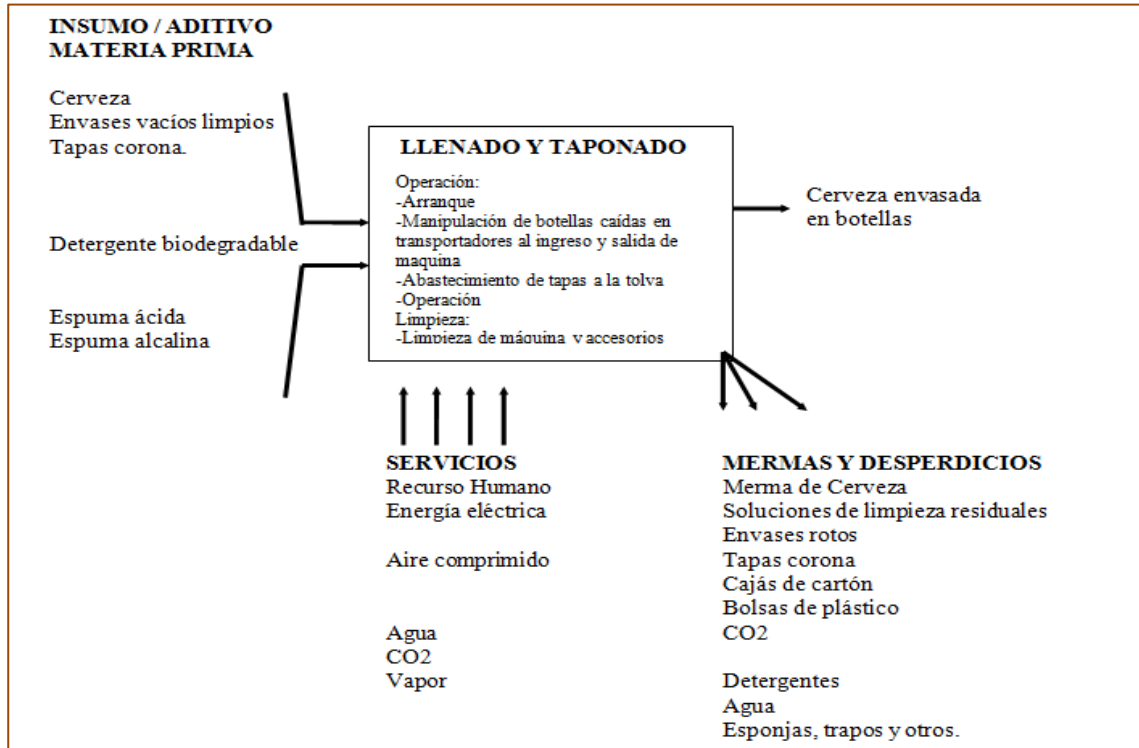 INSUMO / ADITIVO
MATERIA PRIMA
Cerveza
Envases vacíos limpios
Tapas corona.
Detergente biodegradable
Espuma ácida
Espuma alcalina
LLENADO Y TAPONADO
Operación:
-Arranque
-Manipulación de botellas caídas en
transportadores al ingreso y salida de
maquina
-Abastecimiento de tapas a la tolva
-Operación
Limpieza:
-Limpieza de máquina y accesorios
Cerveza envasada
en botellas
SERVICIOS
Recurso Humano
Energía eléctrica
Aire comprimido
Agua
CO2
Vapor
MERMAS Y DESPERDICIOS
Merma de Cerveza
Soluciones de limpieza residuales
Envases rotos
Tapas corona
Cajás de cartón
Bolsas de plástico
CO2
Detergentes
Agua
Esponjas, trapos y otros.